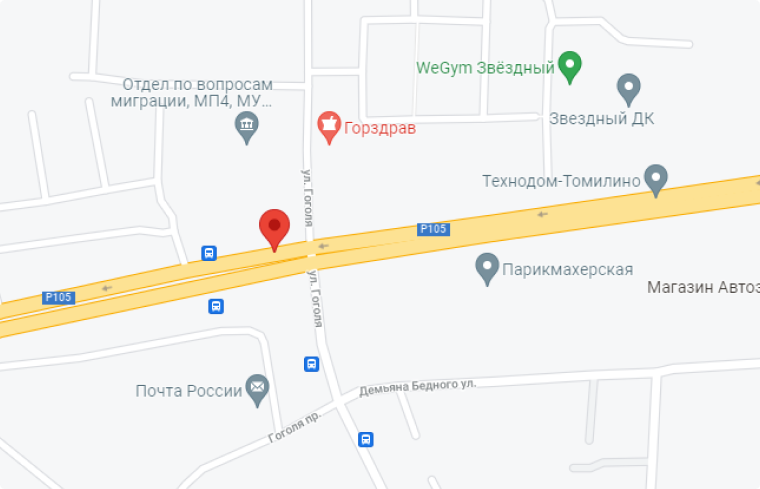 WeGym Звёздный
Отдел по вопросам
миграции, МП4, МУ...
Звездный ДК
Горздрав
Технодом-Томилино
ул. Гоголя
Р105
Парикмахерская
ул. Гоголя
Магазин Автоз
Р105
Почта России
Демьяна Бедного ул.
Гоголя пр.